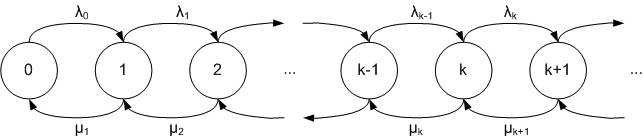 λ0 λ1 λk-1 λk
0 1 2 ... k-1 k k+1 ...
μ1 μ2 μk μk+1